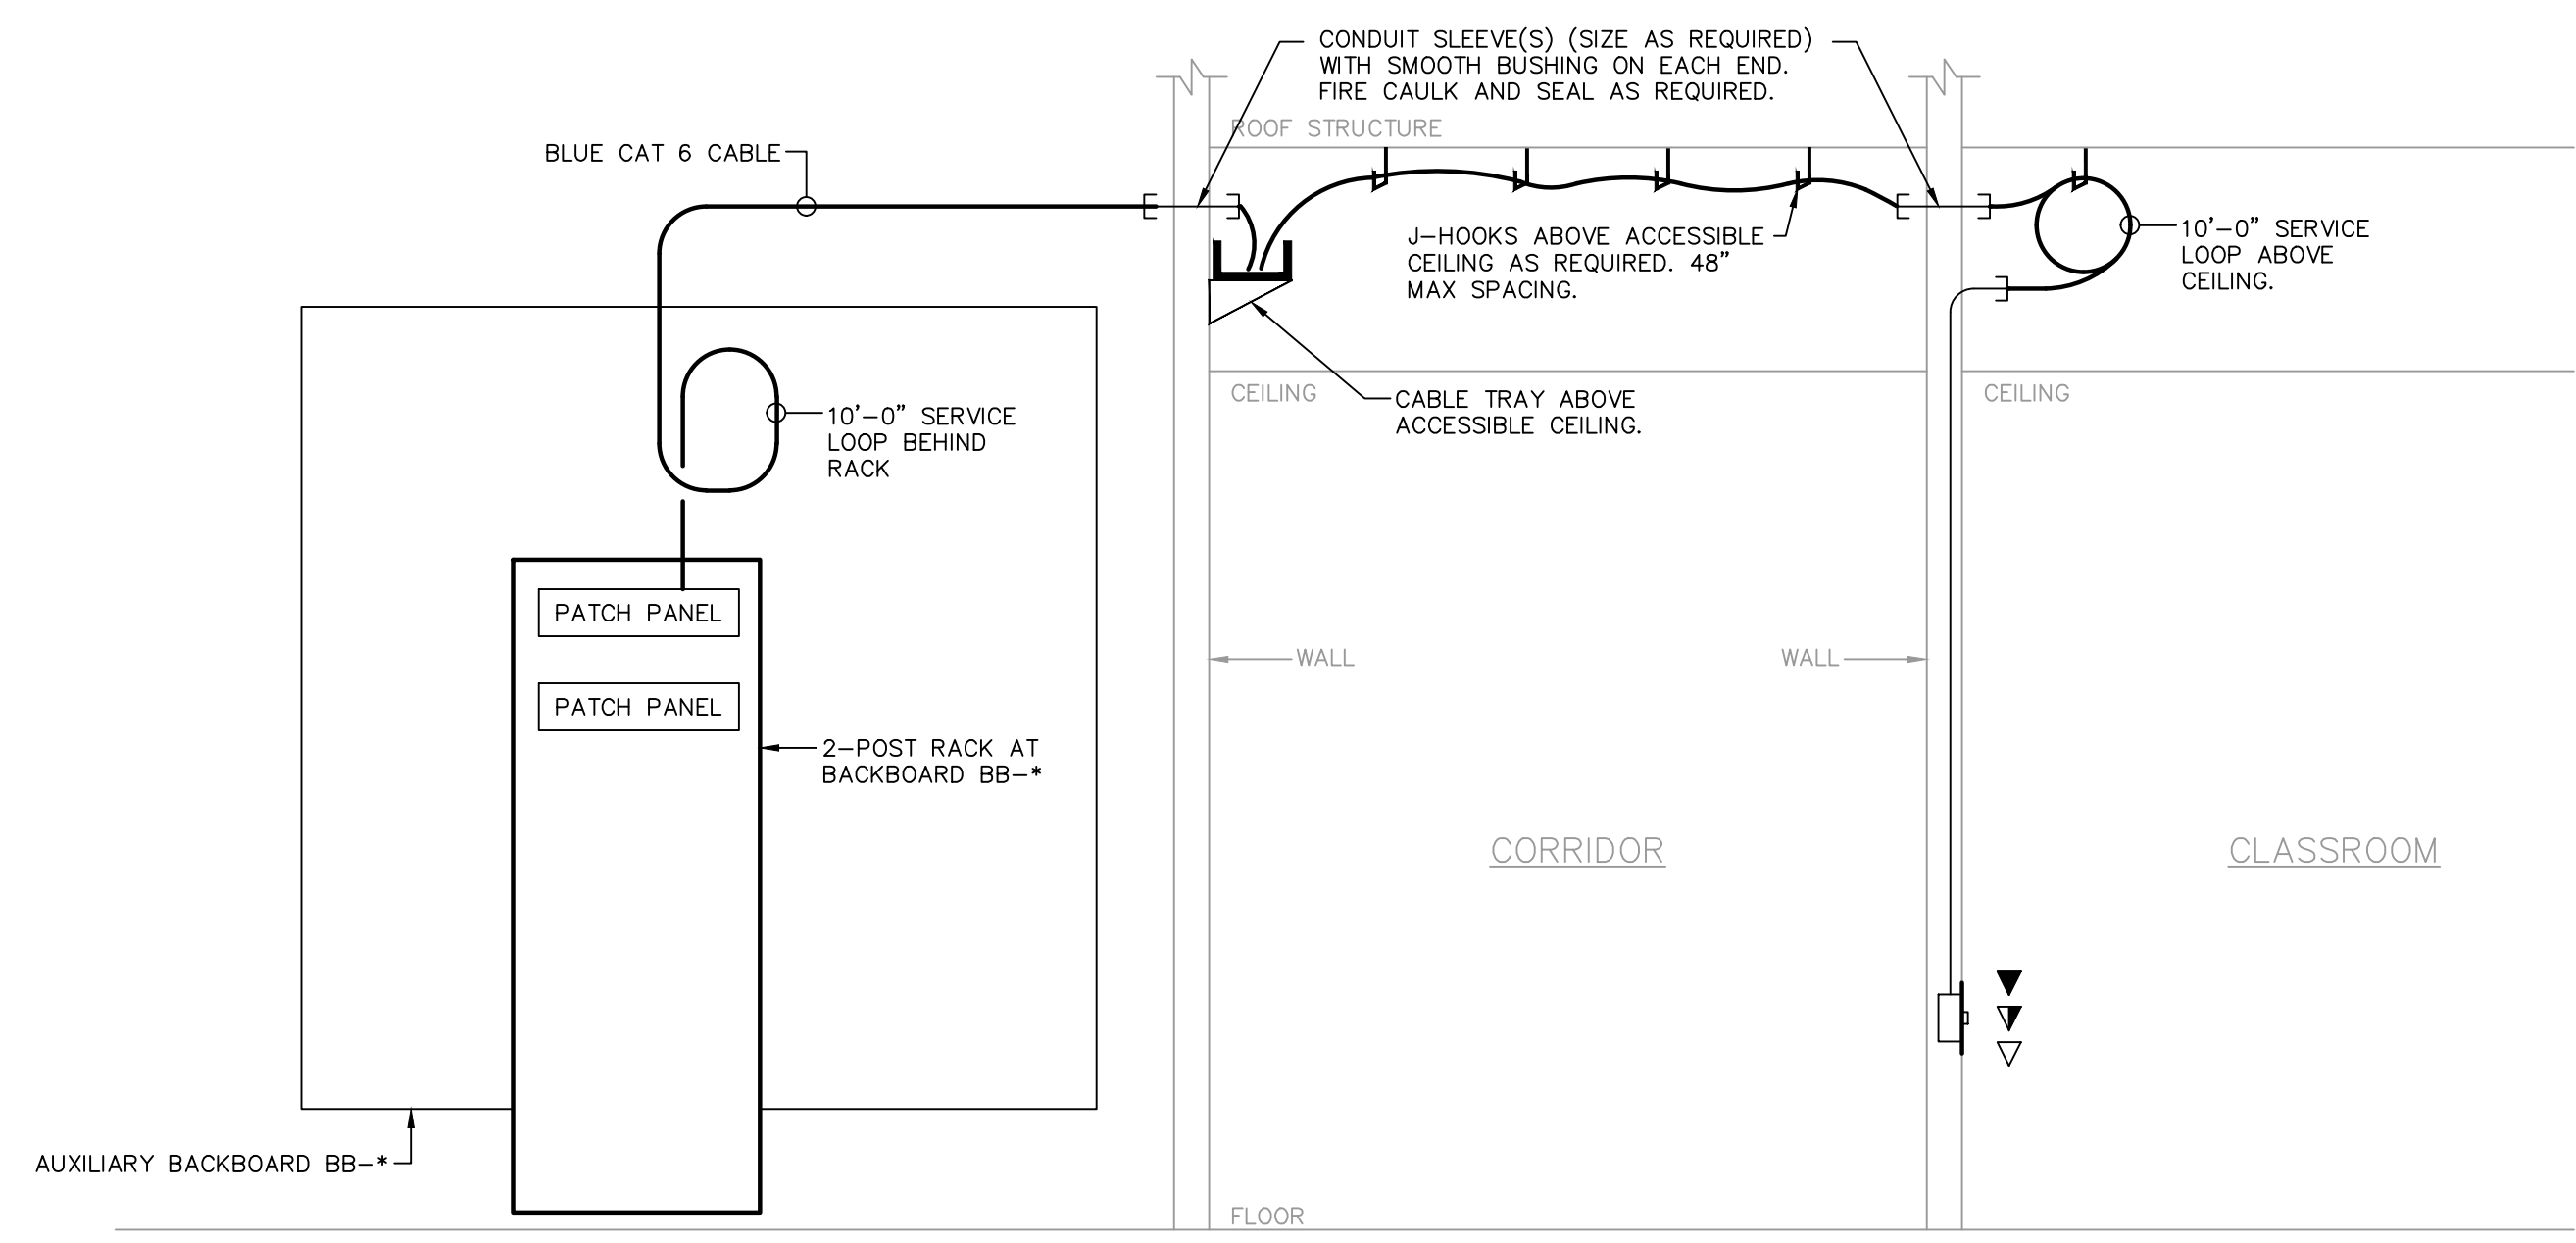 CONDUIT SLEEVE(S) (SIZE AS REQUIRED)
WITH SMOOTH BUSHING ON EACH END.
FIRE CAULK AND SEAL AS REQUIRED.
ROOF STRUCTURE
BLUE CAT 6 CABLE
J-HOOKS ABOVE ACCESSIBLE
CEILING AS REQUIRED. 48"
MAX SPACING.
10'-0" SERVICE
LOOP ABOVE
CEILING.
CEILING
CEILING
CABLE TRAY ABOVE
ACCESSIBLE CEILING.
10'-0" SERVICE
LOOP BEHIND
RACK
PATCH PANEL
PATCH PANEL
WALL
WALL
2-POST RACK AT
BACKBOARD BB-*
CORRIDOR
CLASSROOM
AUXILIARY BACKBOARD BB-*
FLOOR